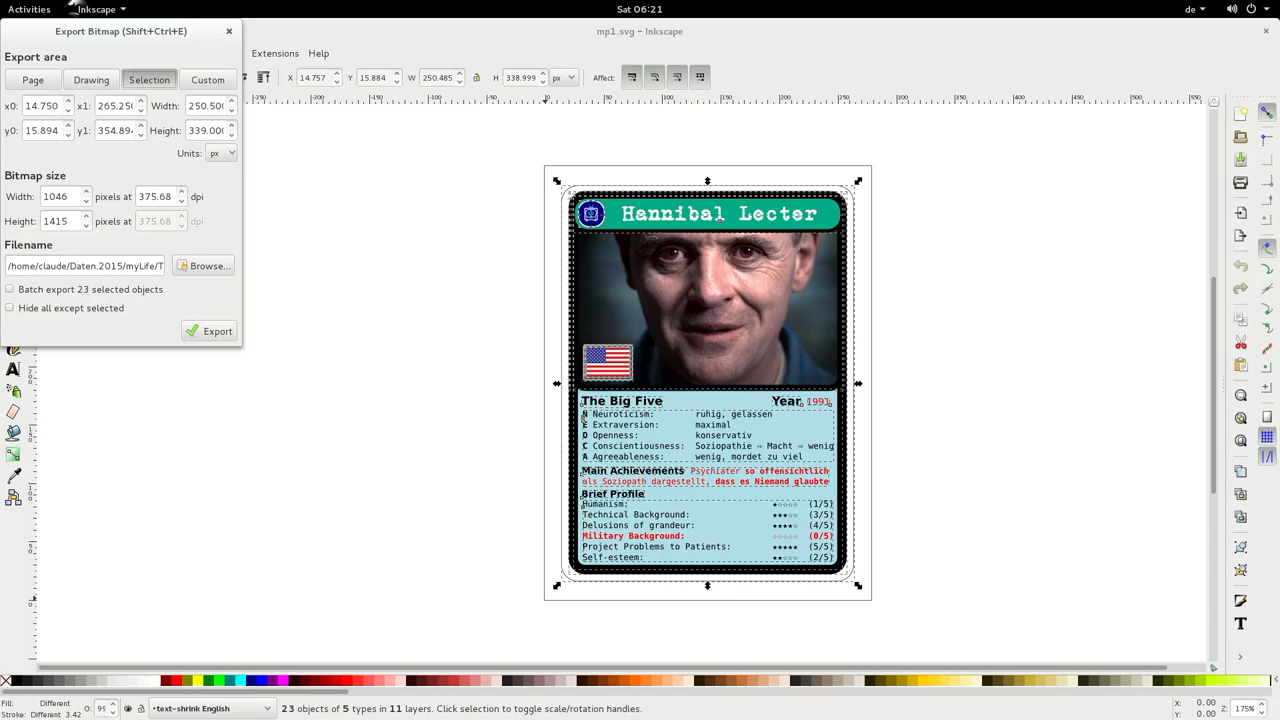 Activities Inkscape Sat 06:21 de
Export Bitmap (Shift+Ctrl+E) mp1.svg – Inkscape
Export area
Extensions Help
Page Drawing Selection Custom
X 14.757 Y 15.884 W 250.485 H 338.999 px Affect:
x0: 14.750 x1: 265.250 Width: 250.500
y0: 15.894 y1: 354.894 Height: 339.000
Units: px
Bitmap size
Width: 1046 pixels at 375.68 dpi
Height: 1415 pixels at 375.68 dpi
Filename
/home/claude/Daten.2015/myLife/T Browse...
Batch export 23 selected objects
Hide all except selected
Export
Hannibal Lecter
The Big Five Year 1991
N Neuroticism: ruhig, gelassen
E Extraversion: maximal
O Openness: konservativ
C Conscientiousness: Soziopathie ⇨ Macht ⇨ wenig
A Agreeableness: wenig, mordet zu viel
Main Achievements Psychiater so offensichtlich
als Soziopath dargestellt, dass es Niemand glaubte
Brief Profile
Humanism: ★☆☆☆☆ (1/5)
Technical Background: ★★★☆☆ (3/5)
Delusions of grandeur: ★★★★☆ (4/5)
Military Background: ☆☆☆☆☆ (0/5)
Project Problems to Patients: ★★★★★ (5/5)
Self-esteem: ★★☆☆☆ (2/5)
Fill: Different
Stroke: Different 3.42
O: 95
*text-shrink English
23 objects of 5 types in 11 layers. Click selection to toggle scale/rotation handles.
X: 0.00
Y: 0.00
Z: 175%